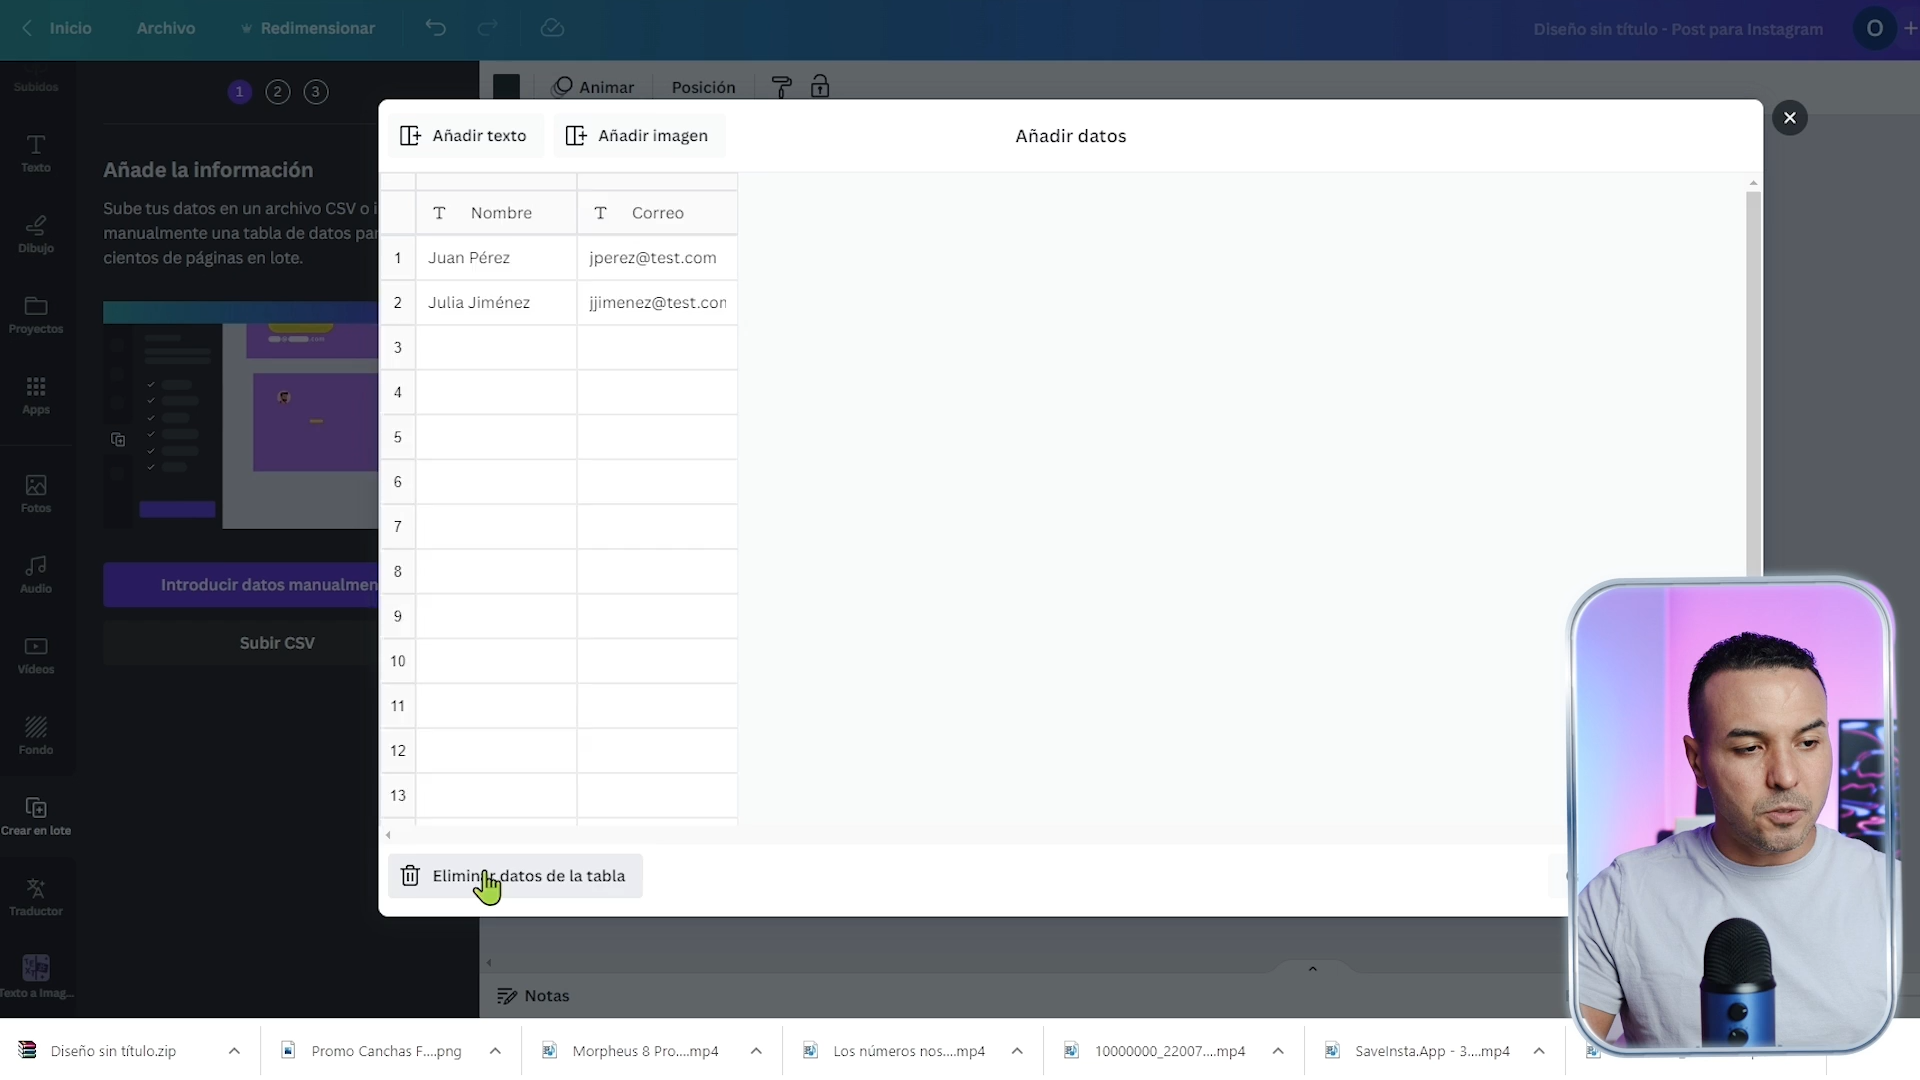 Inicio
Archivo
Redimensionar
Diseño sin título - Post para Instagram
O
Subidos
1
2
3
Animar
Posición
Texto
Dibujo
Proyectos
Apps
Fotos
Audio
Vídeos
Fondo
Crear en lote
Traductor
Texto a Imag...
Añade la información
Sube tus datos en un archivo CSV o i
manualmente una tabla de datos par
cientos de páginas en lote.
.com
Introducir datos manualmen
Subir CSV
Añadir texto
Añadir imagen
Añadir datos
T Nombre
T Correo
1 Juan Pérez jperez@test.com
2 Julia Jiménez jjimenez@test.con
3
4
5
6
7
8
9
10
11
12
13
Eliminar datos de la tabla
Notas
Diseño sin título.zip
Promo Canchas F....png
Morpheus 8 Pro....mp4
Los números nos....mp4
10000000_22007....mp4
SaveInsta.App - 3....mp4